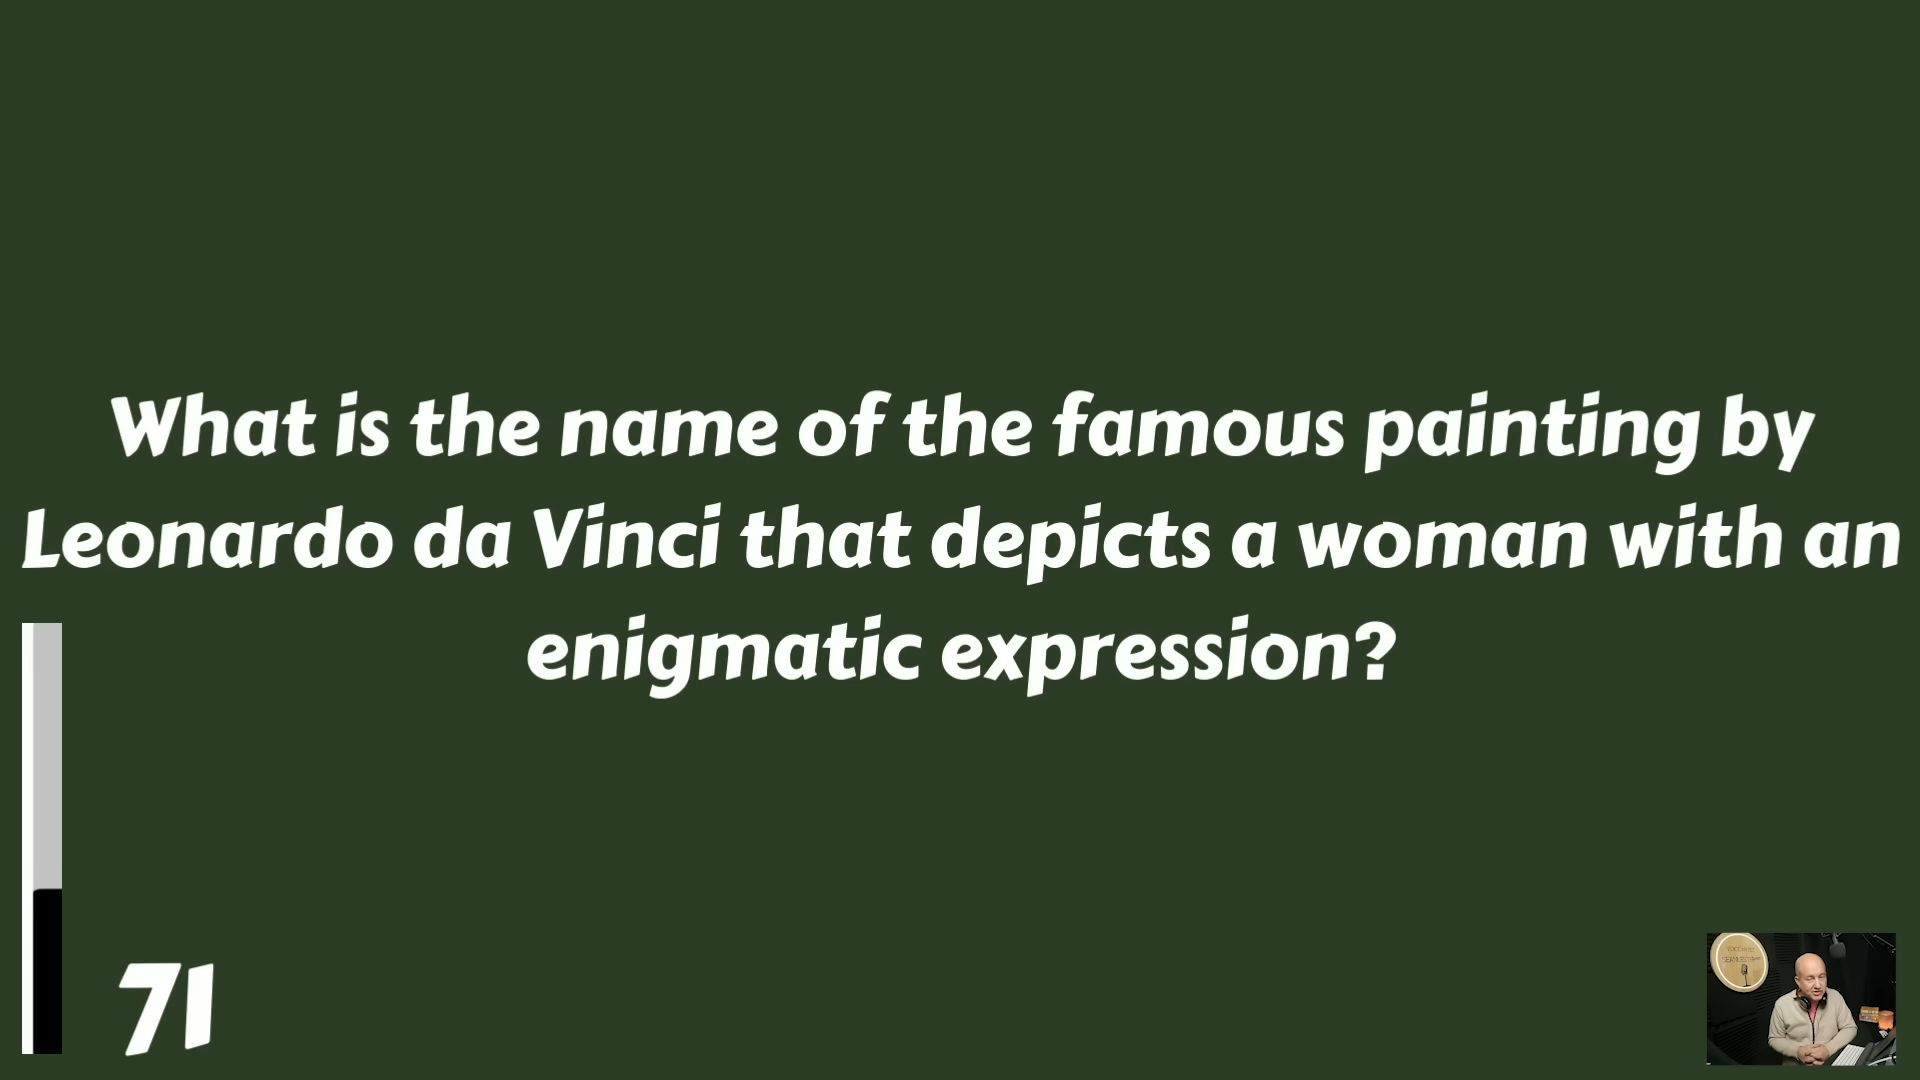 What is the name of the famous painting by
Leonardo da Vinci that depicts a woman with an
enigmatic expression?
71